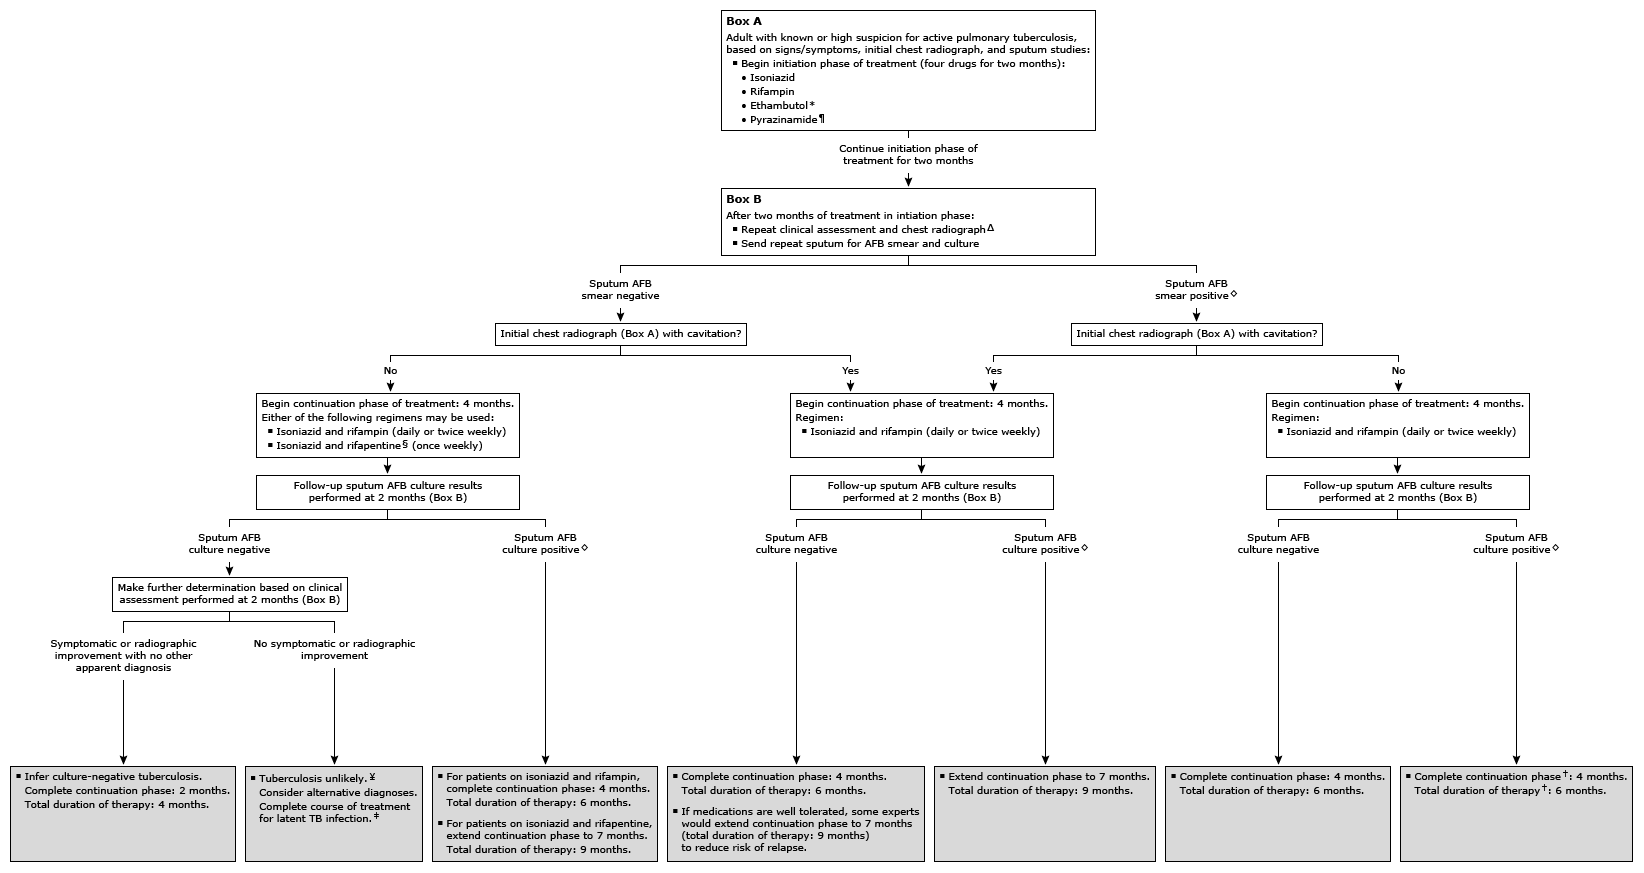 Box A
Adult with known or high suspicion for active pulmonary tuberculosis,
based on signs/symptoms, initial chest radiograph, and sputum studies:
▪ Begin initiation phase of treatment (four drugs for two months):
• Isoniazid
• Rifampin
• Ethambutol*
• Pyrazinamide¶
Continue initiation phase of
treatment for two months
Box B
After two months of treatment in intiation phase:
▪ Repeat clinical assessment and chest radiographΔ
▪ Send repeat sputum for AFB smear and culture
Sputum AFB
smear negative
Sputum AFB
smear positive◇
Initial chest radiograph (Box A) with cavitation?
Initial chest radiograph (Box A) with cavitation?
No
Yes
Yes
No
Begin continuation phase of treatment: 4 months.
Either of the following regimens may be used:
▪ Isoniazid and rifampin (daily or twice weekly)
▪ Isoniazid and rifapentine§ (once weekly)
Begin continuation phase of treatment: 4 months.
Regimen:
▪ Isoniazid and rifampin (daily or twice weekly)
Begin continuation phase of treatment: 4 months.
Regimen:
▪ Isoniazid and rifampin (daily or twice weekly)
Follow-up sputum AFB culture results
performed at 2 months (Box B)
Follow-up sputum AFB culture results
performed at 2 months (Box B)
Follow-up sputum AFB culture results
performed at 2 months (Box B)
Sputum AFB
culture negative
Sputum AFB
culture positive◇
Sputum AFB
culture negative
Sputum AFB
culture positive◇
Sputum AFB
culture negative
Sputum AFB
culture positive◇
Make further determination based on clinical
assessment performed at 2 months (Box B)
Symptomatic or radiographic
improvement with no other
apparent diagnosis
No symptomatic or radiographic
improvement
▪ Infer culture-negative tuberculosis.
Complete continuation phase: 2 months.
Total duration of therapy: 4 months.
▪ Tuberculosis unlikely.¥
Consider alternative diagnoses.
Complete course of treatment
for latent TB infection.‡
▪ For patients on isoniazid and rifampin,
complete continuation phase: 4 months.
Total duration of therapy: 6 months.
▪ For patients on isoniazid and rifapentine,
extend continuation phase to 7 months.
Total duration of therapy: 9 months.
▪ Complete continuation phase: 4 months.
Total duration of therapy: 6 months.
▪ If medications are well tolerated, some experts
would extend continuation phase to 7 months
(total duration of therapy: 9 months)
to reduce risk of relapse.
▪ Extend continuation phase to 7 months.
Total duration of therapy: 9 months.
▪ Complete continuation phase: 4 months.
Total duration of therapy: 6 months.
▪ Complete continuation phase†: 4 months.
Total duration of therapy†: 6 months.